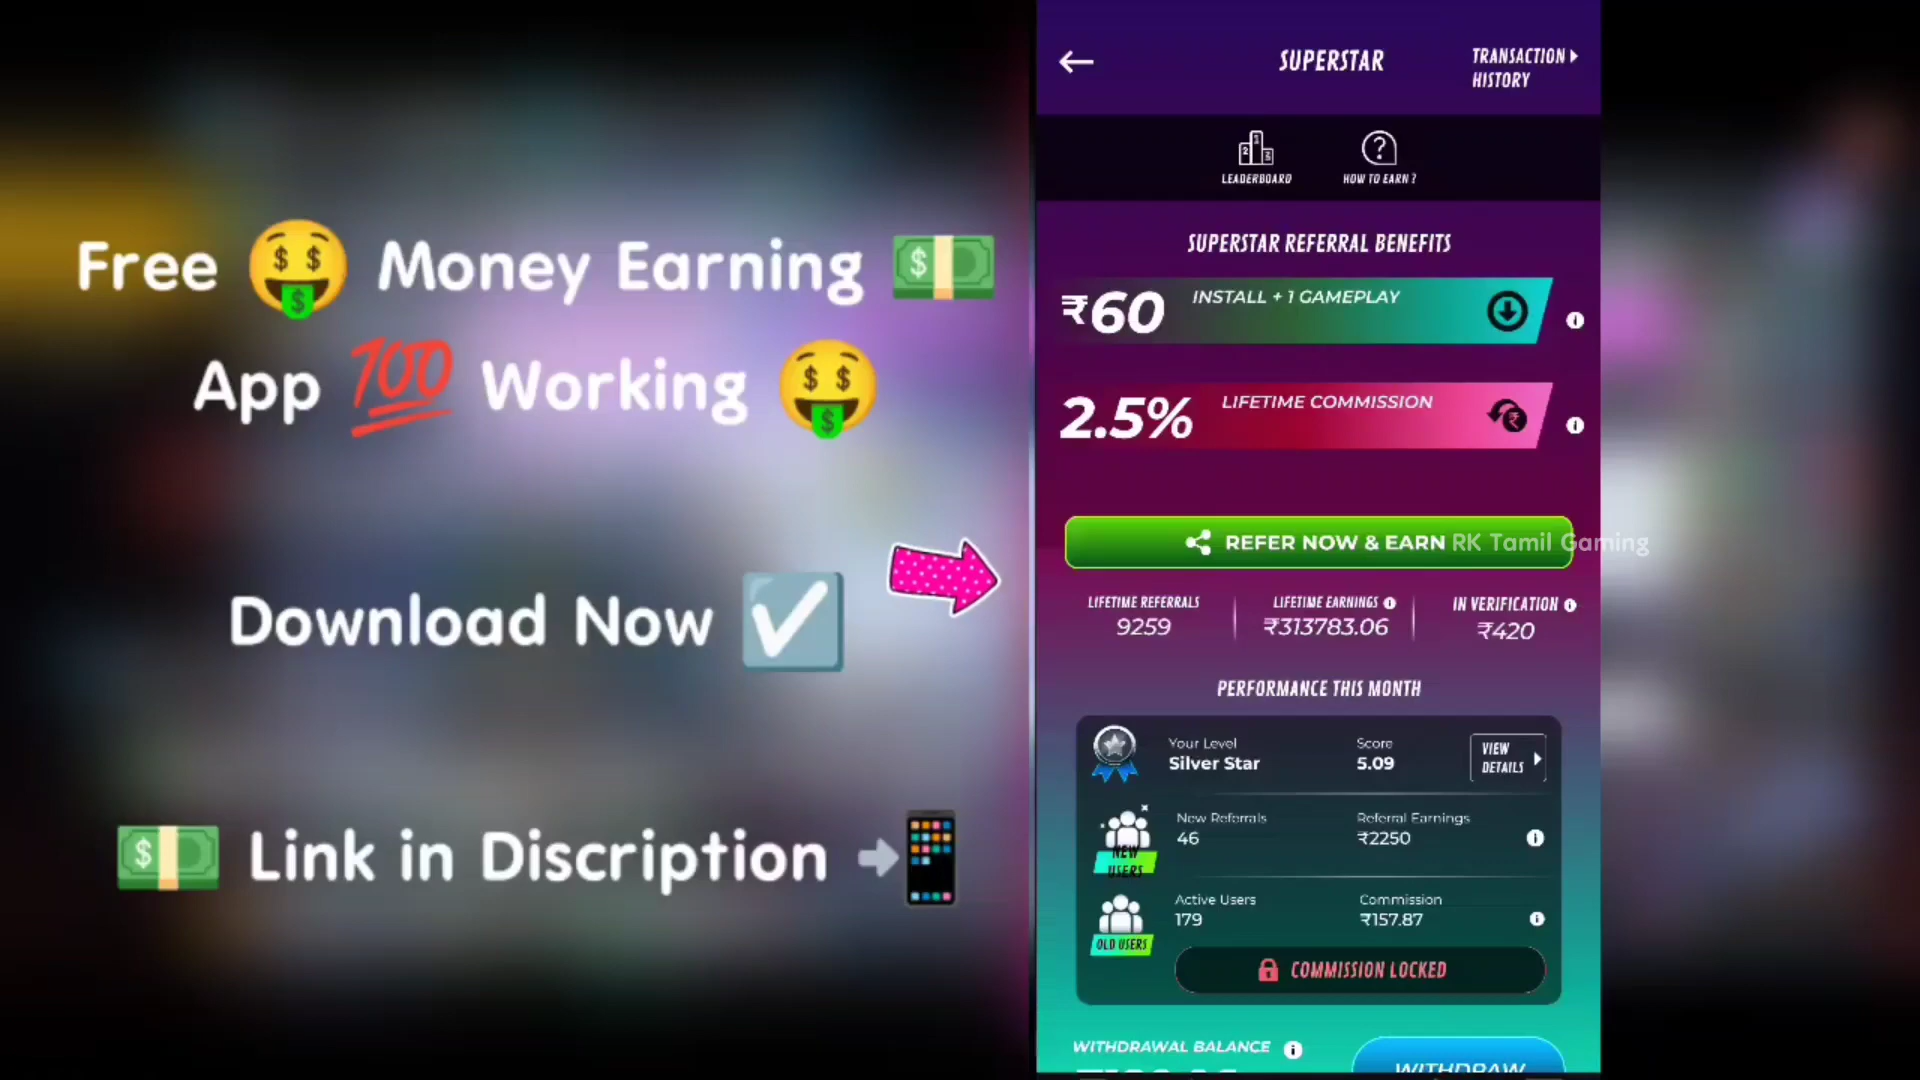 Free 🤑 Money Earning 💵
App 💯 Working 🤑
Download Now ☑️
💵 Link in Discription 📲
SUPERSTAR
TRANSACTION
HISTORY
LEADERBOARD
HOW TO EARN ?
SUPERSTAR REFERRAL BENEFITS
₹60 INSTALL + 1 GAMEPLAY
2.5% LIFETIME COMMISSION
REFER NOW & EARN
RK Tamil Gaming
LIFETIME REFERRALS
9259
LIFETIME EARNINGS
₹313783.06
IN VERIFICATION
₹420
PERFORMANCE THIS MONTH
Your Level
Silver Star
Score
5.09
VIEW
DETAILS
NEW
USERS
New Referrals
46
Referral Earnings
₹2250
OLD USERS
Active Users
179
Commission
₹157.87
COMMISSION LOCKED
WITHDRAWAL BALANCE
WITHDRAW